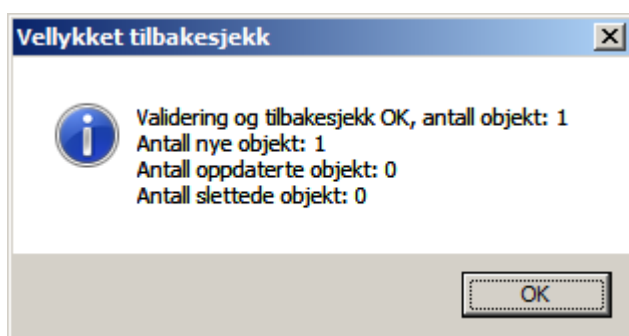 Vellykket tilbakesjekk
Validering og tilbakesjekk OK, antall objekt: 1
Antall nye objekt: 1
Antall oppdaterte objekt: 0
Antall slettede objekt: 0
OK